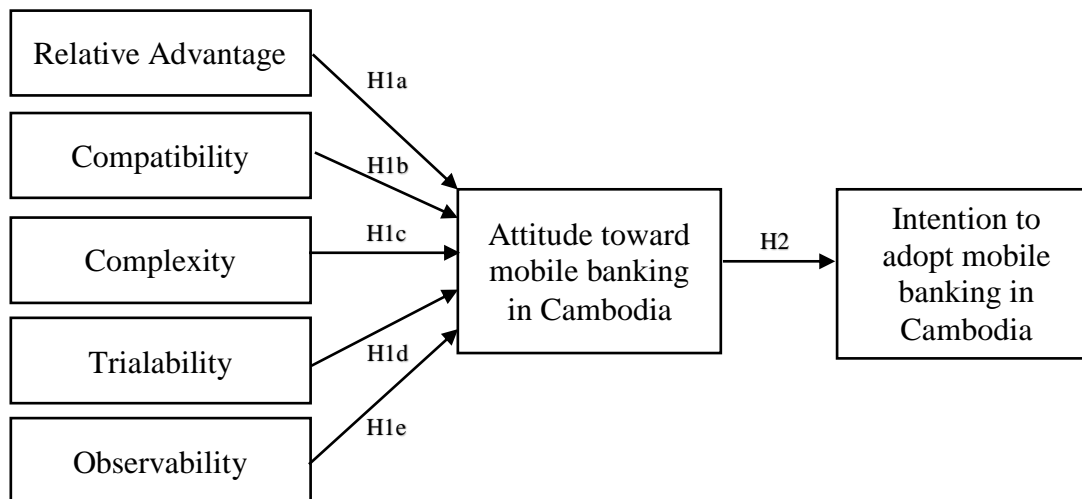 Relative Advantage
H1a
Compatibility
H1b
Complexity
H1c
Trialability
H1d
Observability
H1e
Attitude toward
mobile banking
in Cambodia
H2
Intention to
adopt mobile
banking in
Cambodia